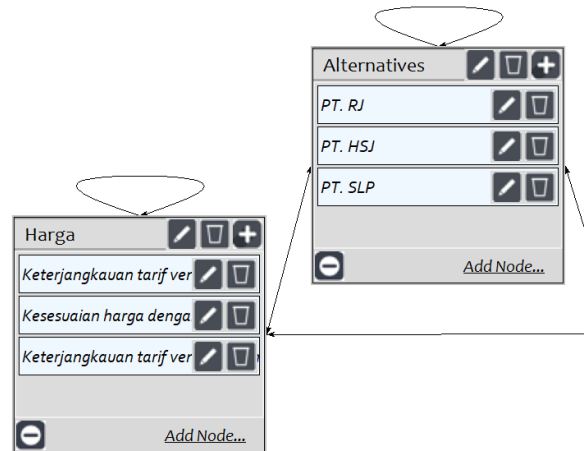 Alternatives
PT. RJ
PT. HSJ
PT. SLP
Add Node...
Harga
Keterjangkauan tarif ver
Kesesuaian harga denga
Keterjangkauan tarif ver
Add Node...